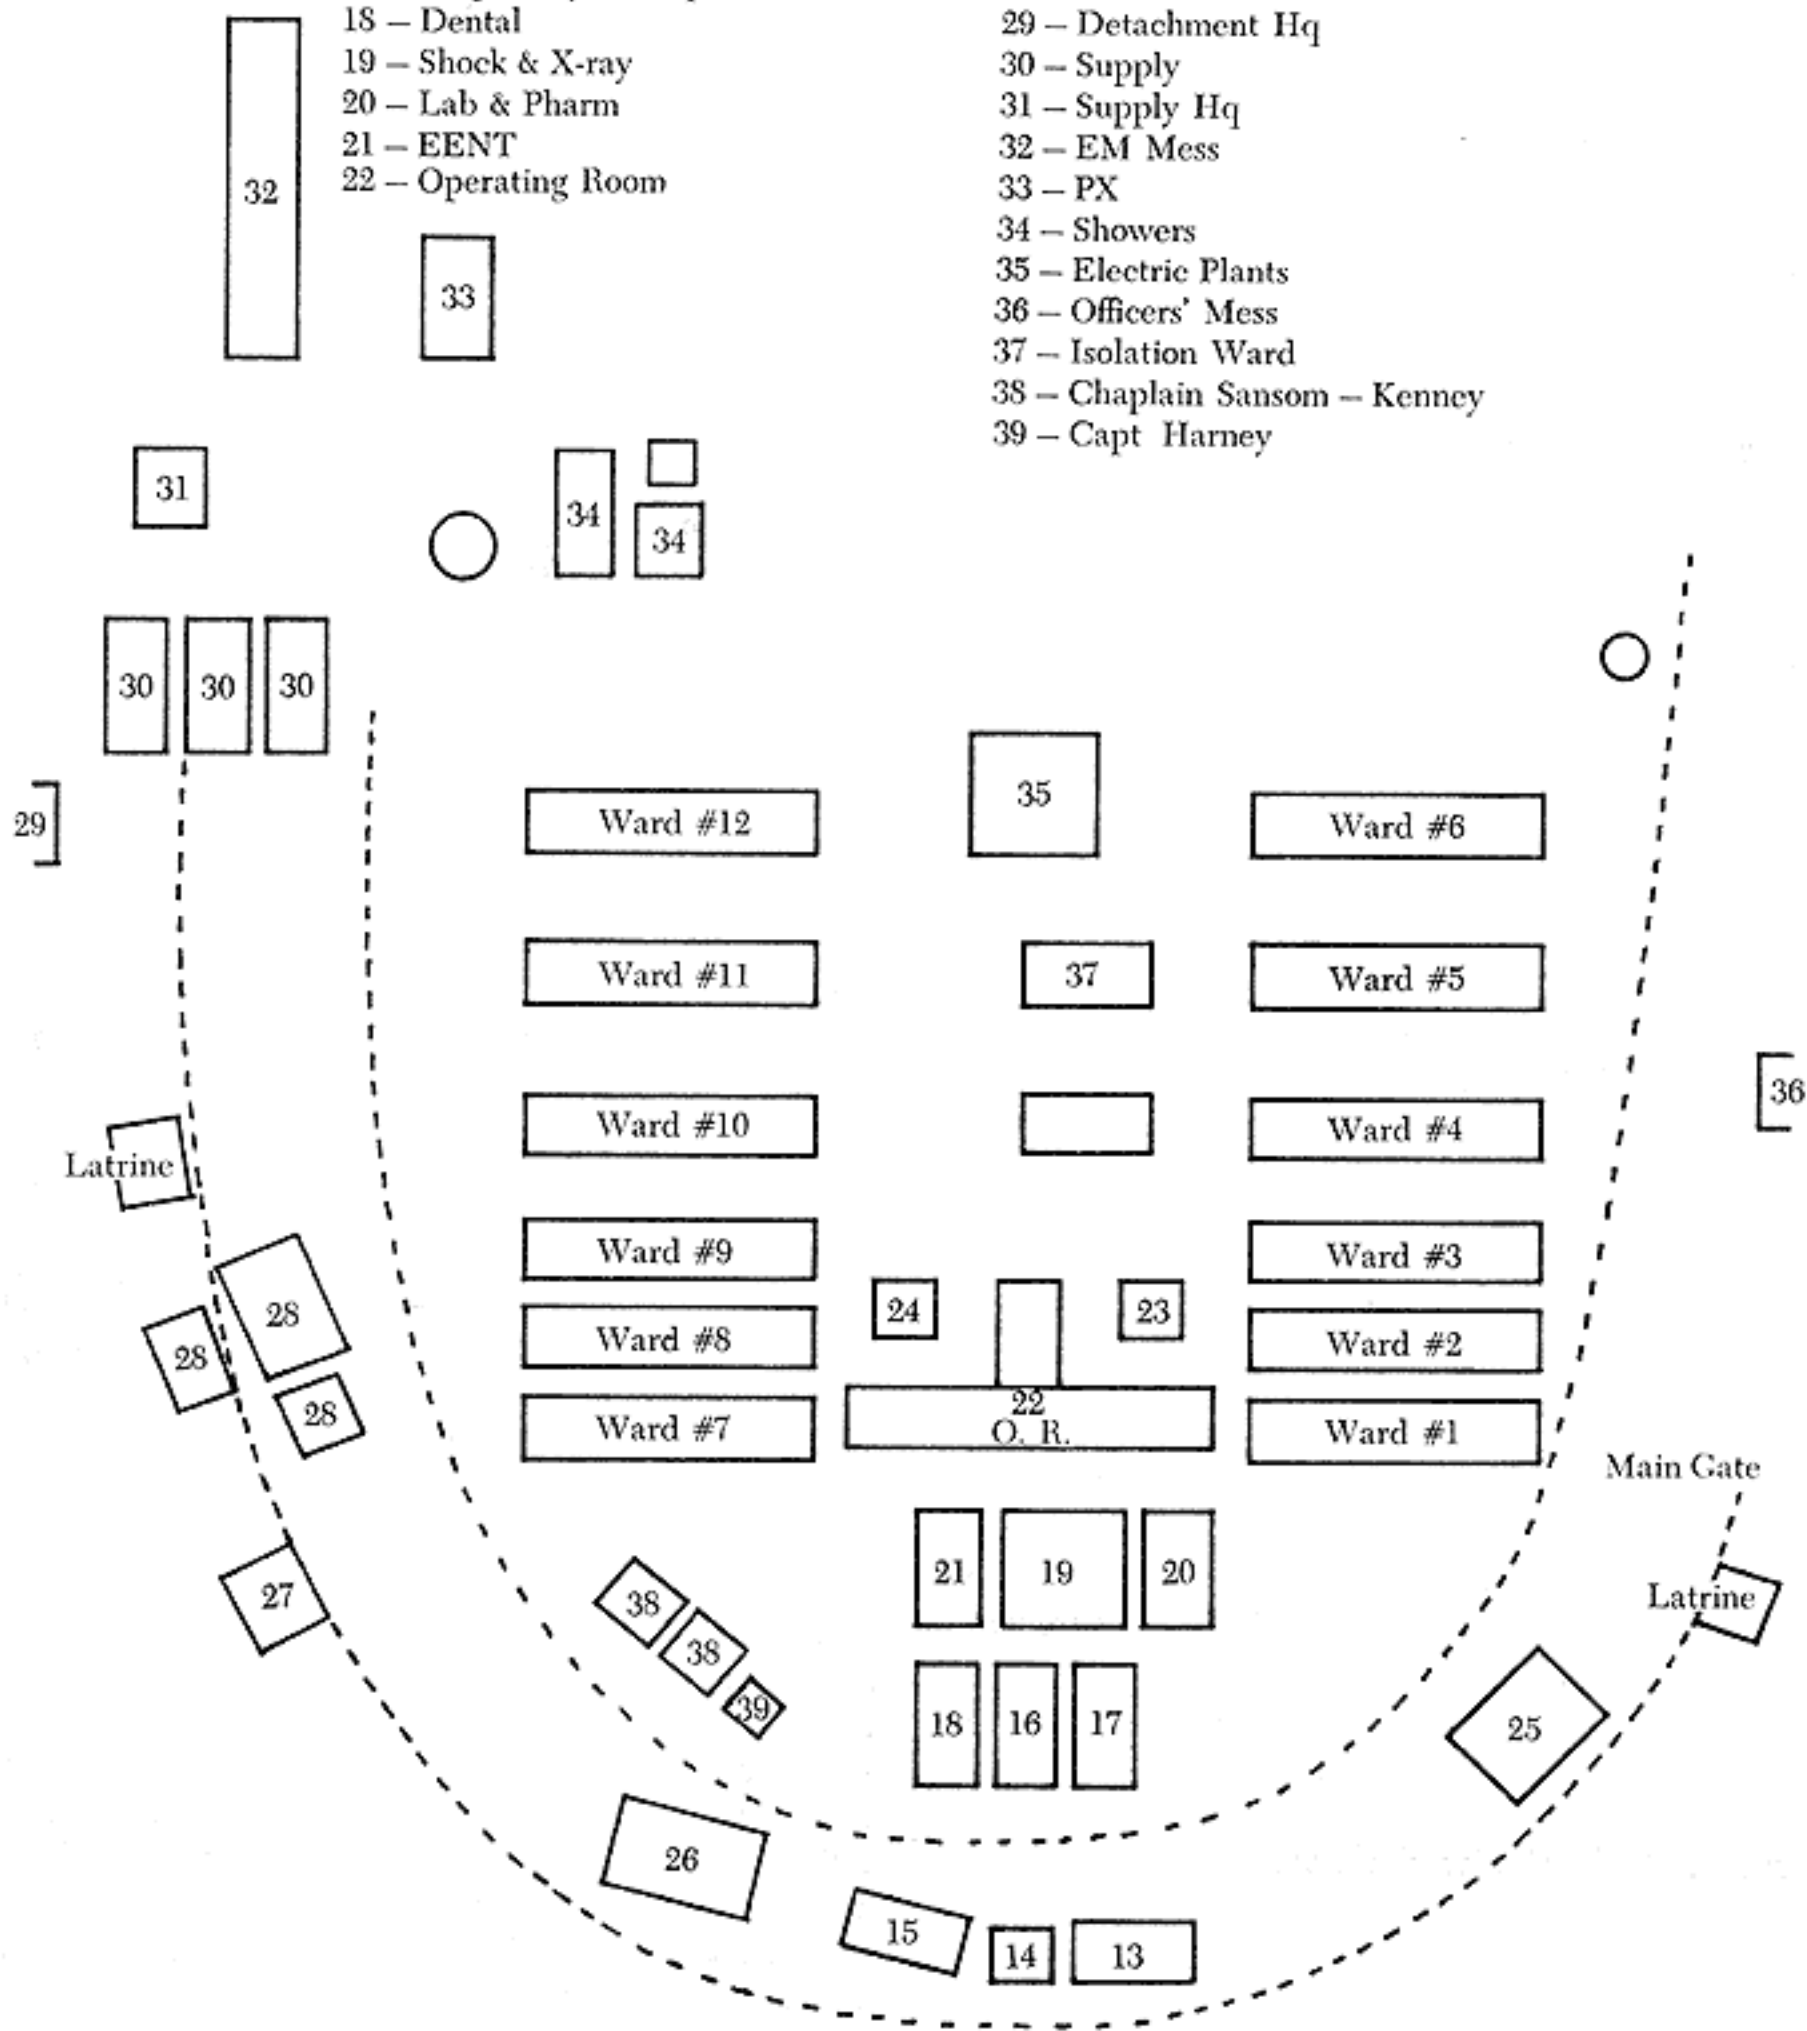 18 – Dental
19 – Shock & X-ray
20 – Lab & Pharm
21 – EENT
22 – Operating Room
29 – Detachment Hq
30 – Supply
31 – Supply Hq
32 – EM Mess
33 – PX
34 – Showers
35 – Electric Plants
36 – Officers' Mess
37 – Isolation Ward
38 – Chaplain Sansom – Kenney
39 – Capt Harney
32
33
31
34
34
30
30
30
29
35
Ward #12
Ward #6
Ward #11
37
Ward #5
36
Ward #10
Ward #4
Latrine
Ward #9
Ward #3
28
24
23
28
Ward #8
Ward #2
28
22
O. R.
Ward #7
Ward #1
Main Gate
21
19
20
27
38
Latrine
38
39
18
16
17
25
26
15
14
13